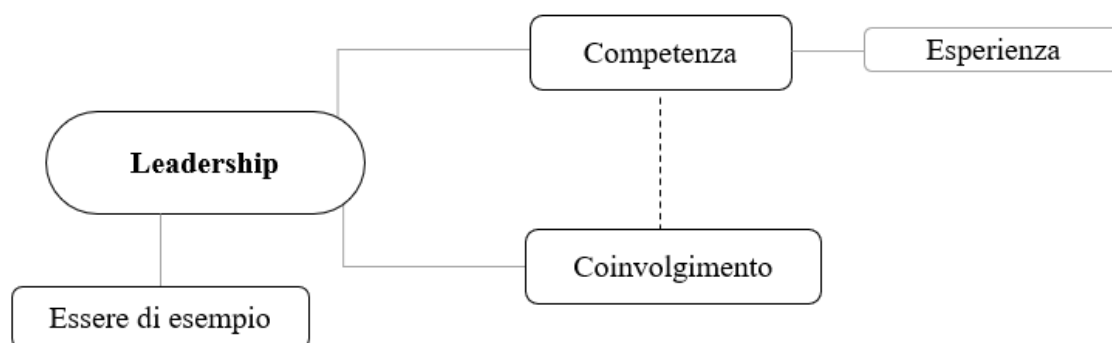 Competenza
Esperienza
Leadership
Coinvolgimento
Essere di esempio